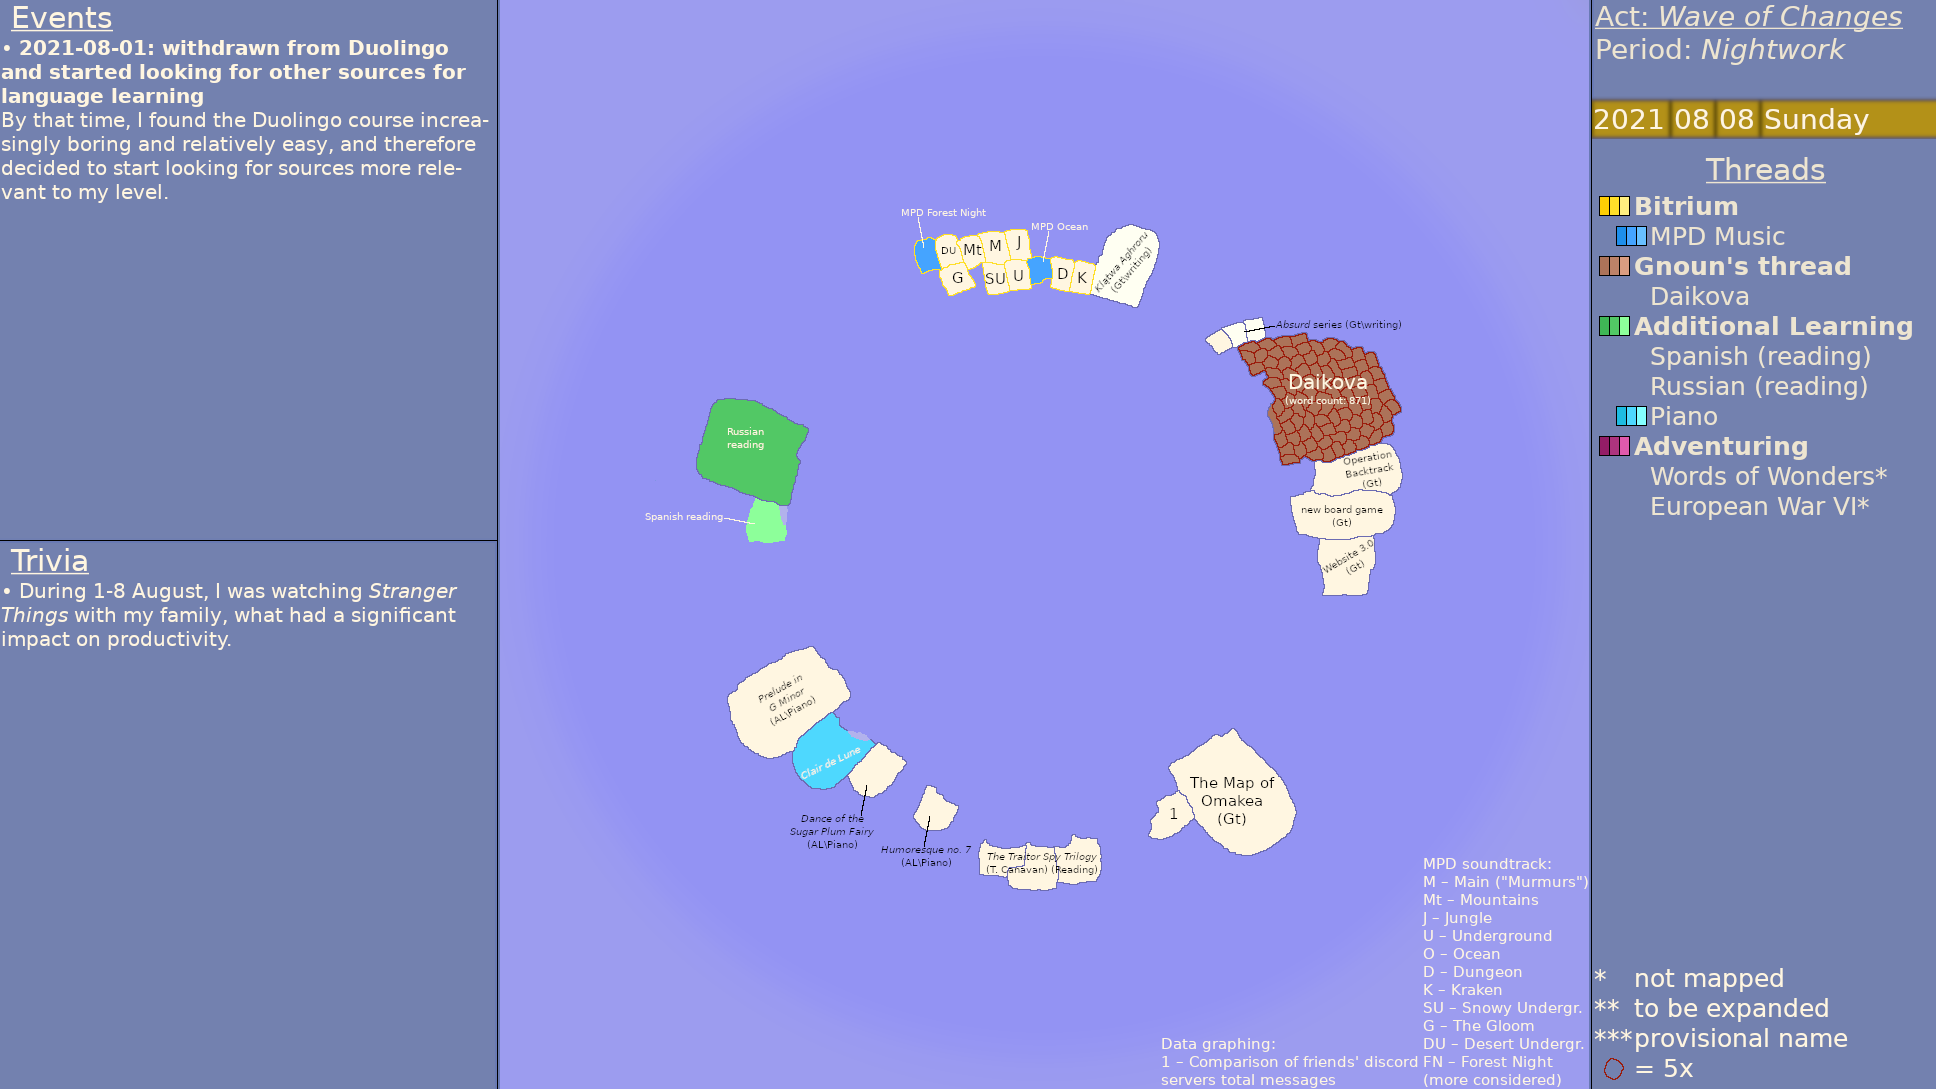 Events
• 2021-08-01: withdrawn from Duolingo
and started looking for other sources for
language learning
By that time, I found the Duolingo course increa-
singly boring and relatively easy, and therefore
decided to start looking for sources more rele-
vant to my level.
Trivia
• During 1-8 August, I was watching Stranger
Things with my family, what had a significant
impact on productivity.
MPD Forest Night
MPD Ocean
DU
Mt
M
J
G
SU
U
D
K
Klątwa Aghroru
(Gt\writing)
Absurd series (Gt\writing)
Daikova
(word count: 871)
Operation
Backtrack
(Gt)
new board game
(Gt)
Website 3.0
(Gt)
Russian
reading
Spanish reading
Prelude in
G Minor
(AL\Piano)
Clair de Lune
Dance of the
Sugar Plum Fairy
(AL\Piano)
Humoresque no. 7
(AL\Piano)
The Traitor Spy Trilogy
(T. Canavan) (Reading)
The Map of
Omakea
(Gt)
1
Data graphing:
1 – Comparison of friends' discord
servers total messages
MPD soundtrack:
M – Main ("Murmurs")
Mt – Mountains
J – Jungle
U – Underground
O – Ocean
D – Dungeon
K – Kraken
SU – Snowy Undergr.
G – The Gloom
DU – Desert Undergr.
FN – Forest Night
(more considered)
Act: Wave of Changes
Period: Nightwork
2021 08 08 Sunday
Threads
Bitrium
MPD Music
Gnoun's thread
Daikova
Additional Learning
Spanish (reading)
Russian (reading)
Piano
Adventuring
Words of Wonders*
European War VI*
* not mapped
** to be expanded
*** provisional name
= 5x